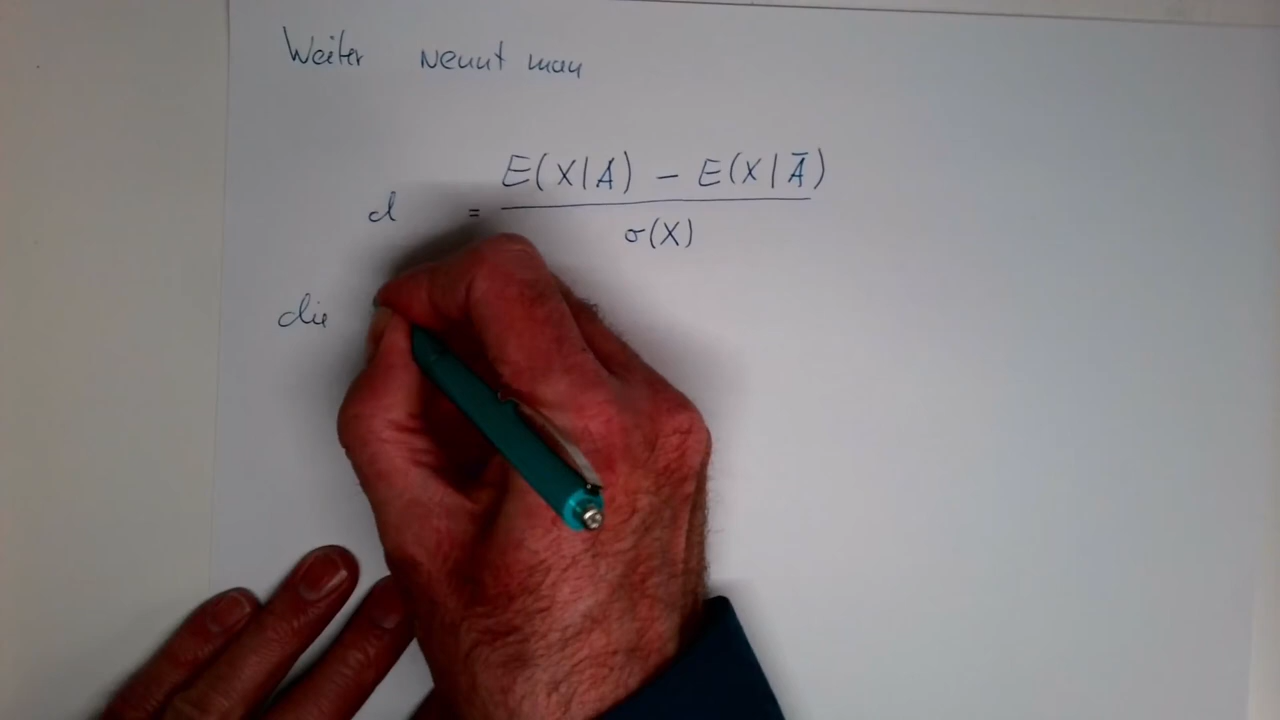 Weiter nennt man
d = E(X|A) - E(X|Ā)
σ(X)
die